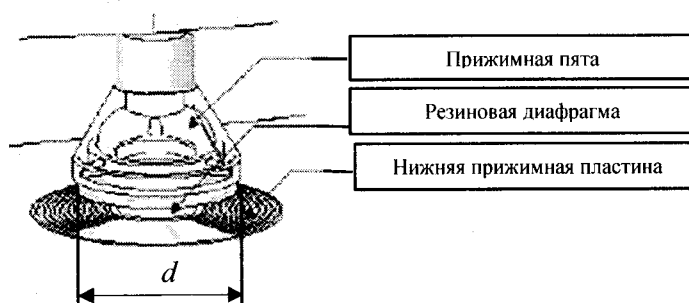 Прижимная пята
Резиновая диафрагма
Нижняя прижимная пластина
d